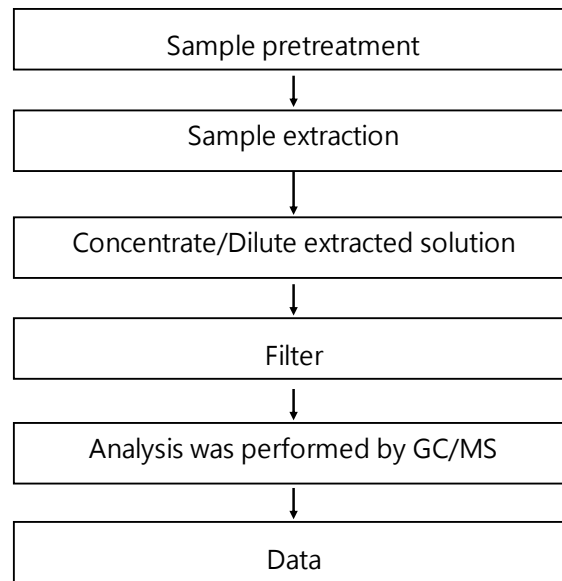 Sample pretreatment
Sample extraction
Concentrate/Dilute extracted solution
Filter
Analysis was performed by GC/MS
Data